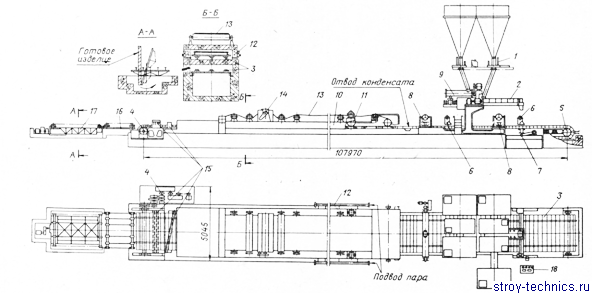 А-А
Готовое
изделие
Б-Б
13
12
3
Б
1
2
9
Отвод конденсата
А
17
16
4
14
13
10
11
8
6
5
А
15
Б
107970
6
8
7
4
12
3
5045
Подвод пара
18
stroy-technics.ru